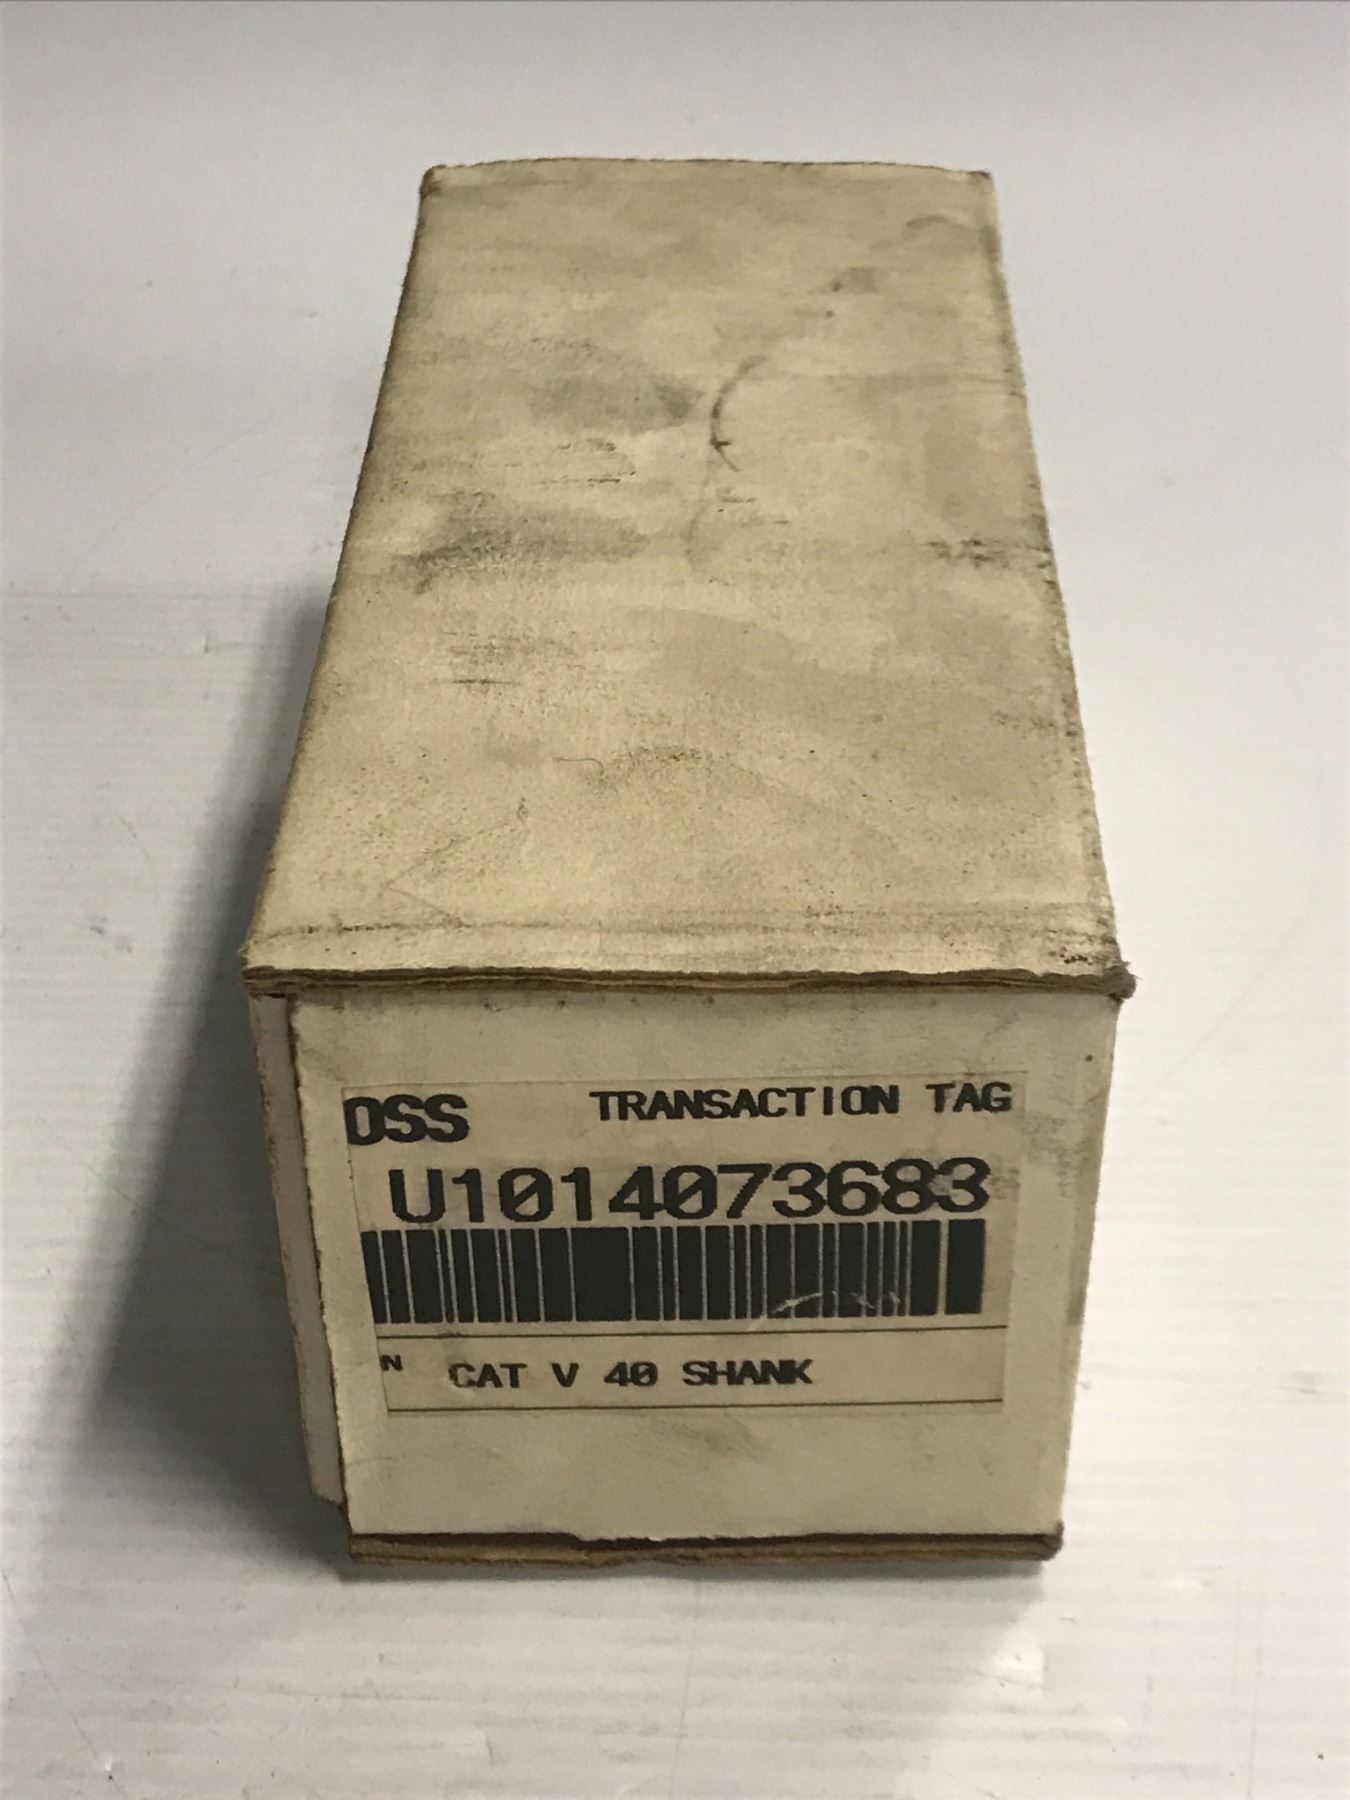 DSS TRANSACTION TAG
U1014073683
N CAT V 40 SHANK